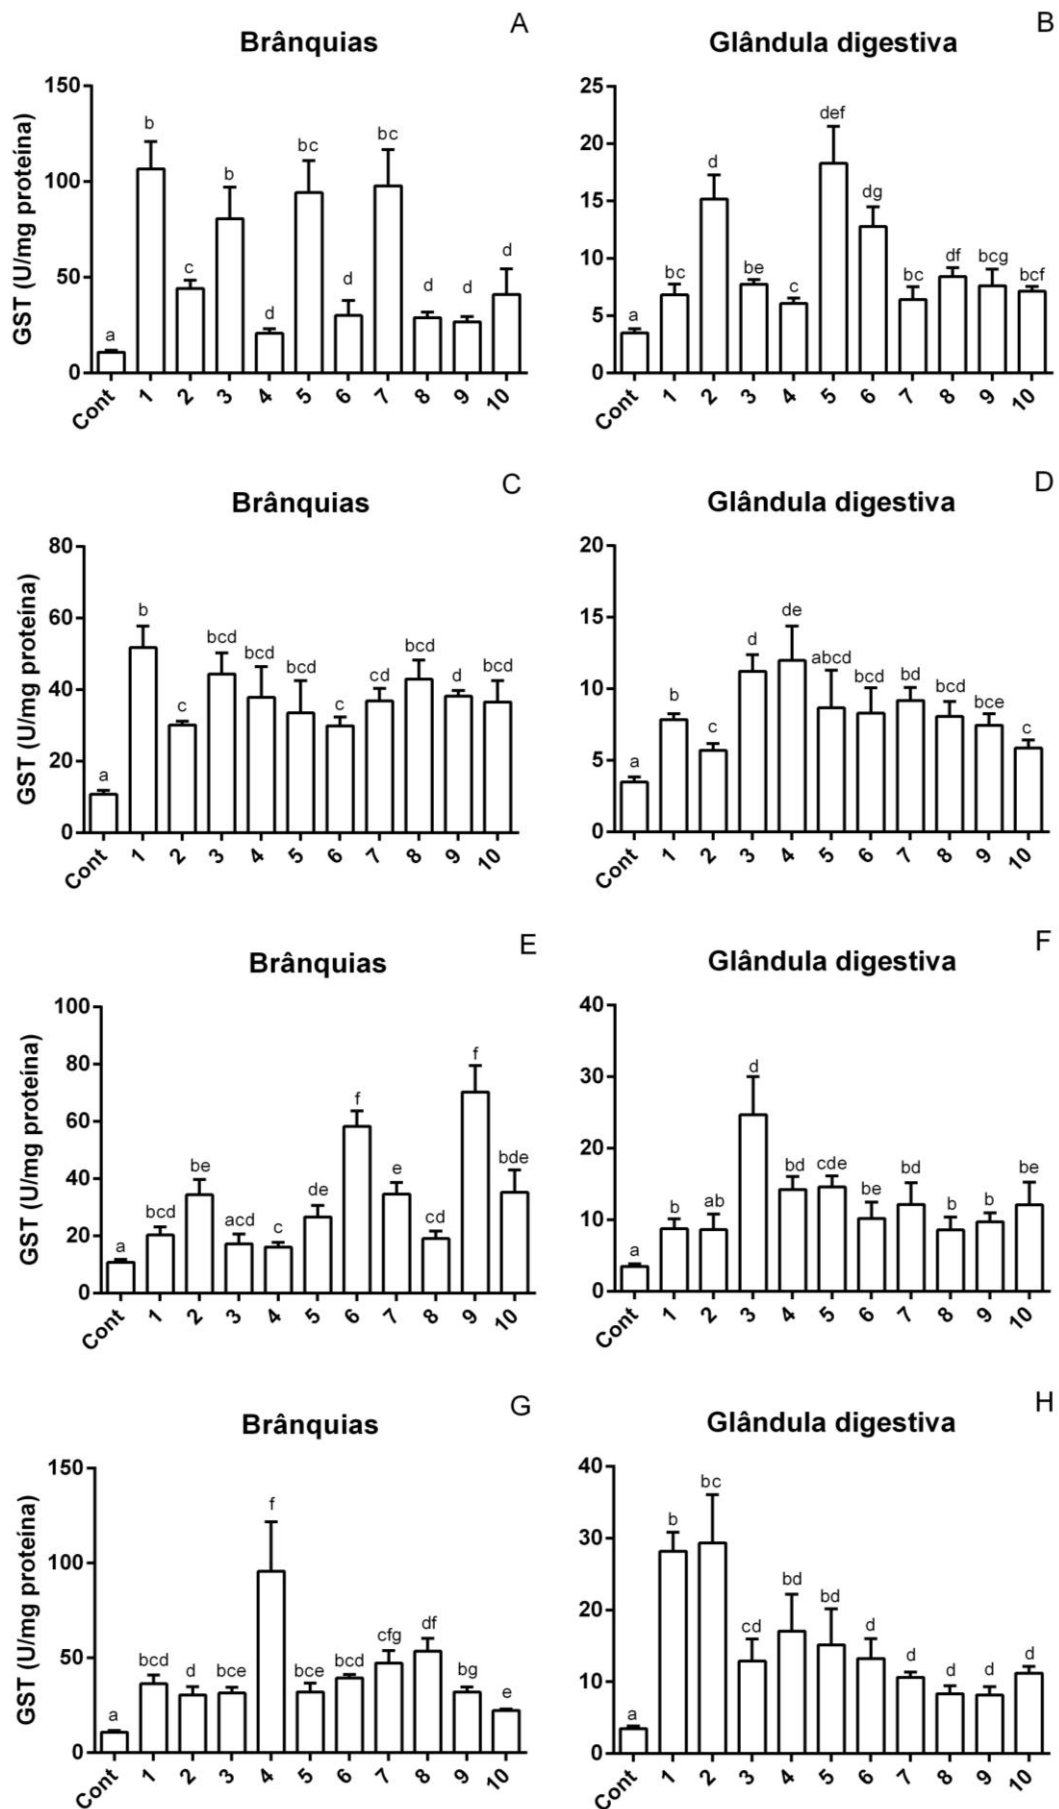 A
Brânquias
GST (U/mg proteína)
150
100
50
0
a
b
c
b
d
bc
d
bc
d
d
d
Cont
1
2
3
4
5
6
7
8
9
10
B
Glândula digestiva
25
20
15
10
5
0
a
bc
d
be
c
def
dg
bc
df
bcg
bcf
Cont
1
2
3
4
5
6
7
8
9
10
C
Brânquias
GST (U/mg proteína)
80
60
40
20
0
a
b
c
bcd
bcd
bcd
c
cd
bcd
d
bcd
Cont
1
2
3
4
5
6
7
8
9
10
D
Glândula digestiva
20
15
10
5
0
a
b
c
d
de
abcd
bcd
bd
bcd
bce
c
Cont
1
2
3
4
5
6
7
8
9
10
E
Brânquias
GST (U/mg proteína)
100
80
60
40
20
0
a
bcd
be
acd
c
de
f
e
cd
f
bde
Cont
1
2
3
4
5
6
7
8
9
10
F
Glândula digestiva
40
30
20
10
0
a
b
ab
d
bd
cde
be
bd
b
b
be
Cont
1
2
3
4
5
6
7
8
9
10
G
Brânquias
GST (U/mg proteína)
150
100
50
0
a
bcd
d
bce
f
bce
bcd
cfg
df
bg
e
Cont
1
2
3
4
5
6
7
8
9
10
H
Glândula digestiva
40
30
20
10
0
a
b
bc
cd
bd
bd
d
d
d
d
d
Cont
1
2
3
4
5
6
7
8
9
10